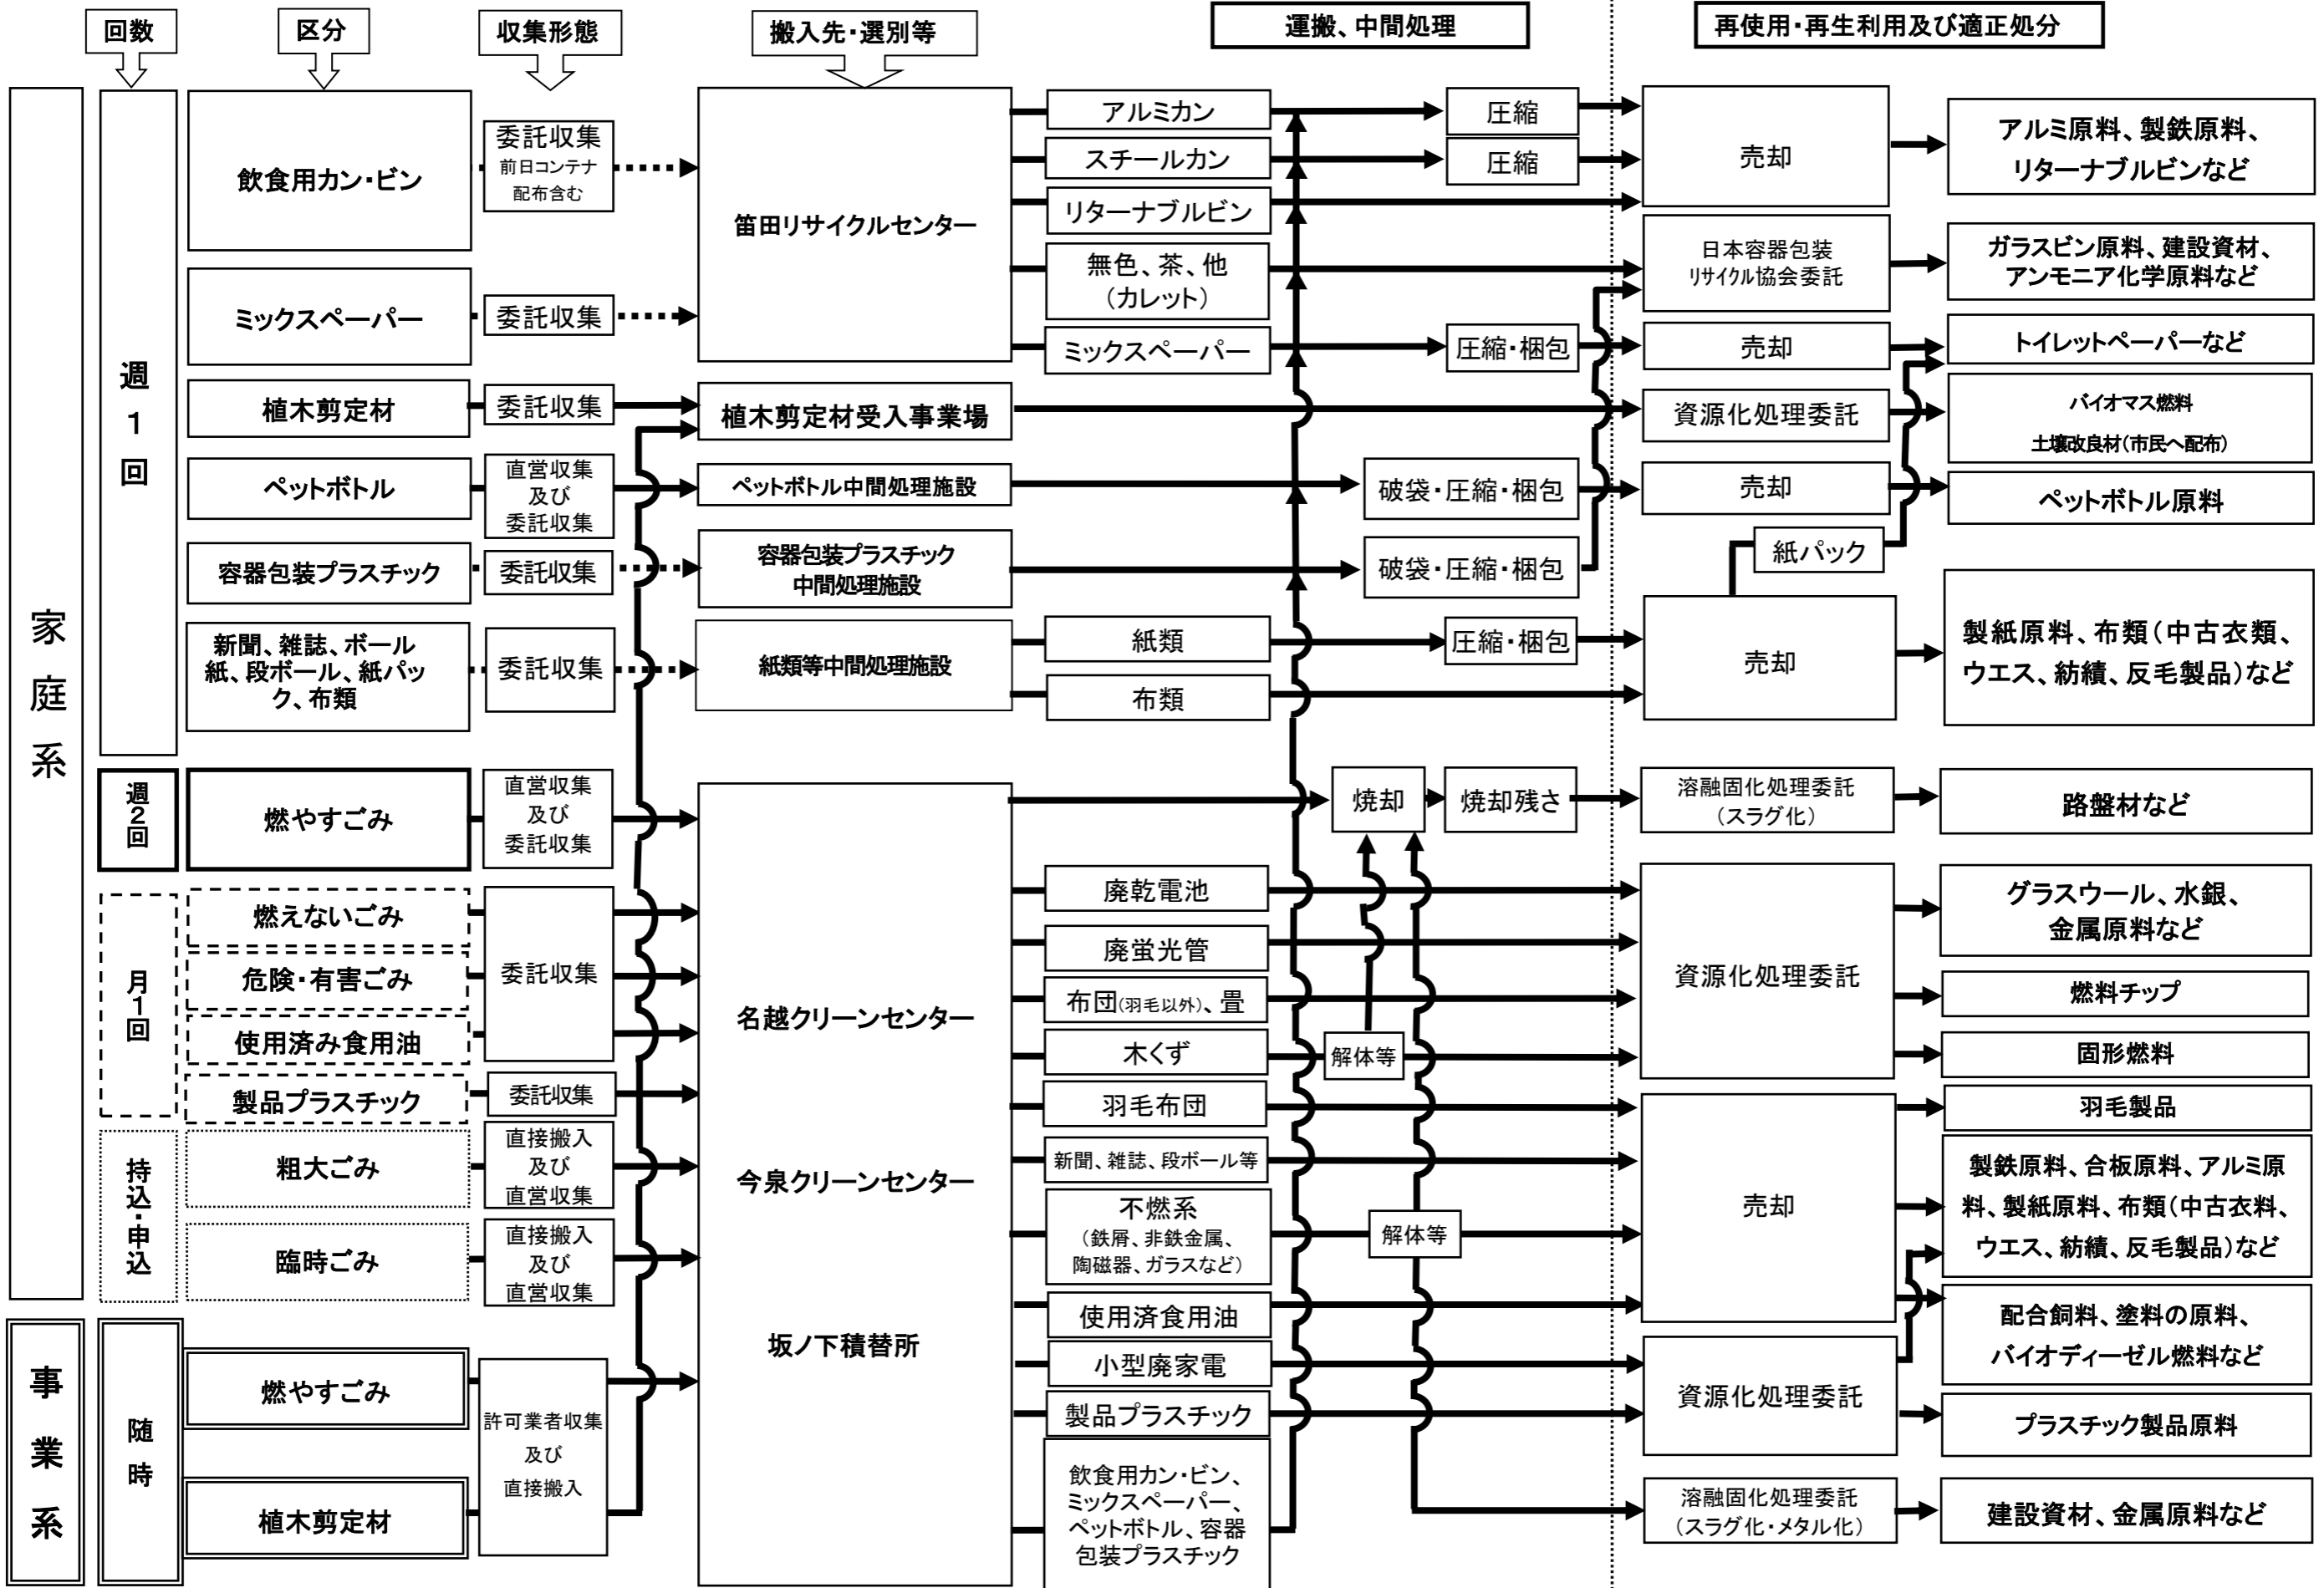 回数
区分
収集形態
搬入先・選別等
運搬、中間処理
再使用・再生利用及び適正処分
家庭系
週1回
飲食用カン・ビン
委託収集
前日コンテナ
配布含む
ミックスペーパー
委託収集
植木剪定材
委託収集
ペットボトル
直営収集
及び
委託収集
容器包装プラスチック
委託収集
新聞、雑誌、ボール
紙、段ボール、紙パッ
ク、布類
委託収集
週2回
燃やすごみ
直営収集
及び
委託収集
月1回
燃えないごみ
危険・有害ごみ
使用済み食用油
委託収集
製品プラスチック
委託収集
持込・申込
粗大ごみ
直接搬入
及び
直営収集
臨時ごみ
直接搬入
及び
直営収集
事業系
随時
燃やすごみ
植木剪定材
許可業者収集
及び
直接搬入
笛田リサイクルセンター
植木剪定材受入事業場
ペットボトル中間処理施設
容器包装プラスチック
中間処理施設
紙類等中間処理施設
名越クリーンセンター
今泉クリーンセンター
坂ノ下積替所
アルミカン
スチールカン
リターナブルビン
無色、茶、他
（カレット）
ミックスペーパー
紙類
布類
廃乾電池
廃蛍光管
布団(羽毛以外)、畳
木くず
羽毛布団
新聞、雑誌、段ボール等
不燃系
（鉄屑、非鉄金属、
陶磁器、ガラスなど）
使用済食用油
小型廃家電
製品プラスチック
飲食用カン・ビン、
ミックスペーパー、
ペットボトル、容器
包装プラスチック
圧縮
圧縮
圧縮・梱包
破袋・圧縮・梱包
破袋・圧縮・梱包
圧縮・梱包
焼却
焼却残さ
解体等
解体等
売却
日本容器包装
ﾘｻｲｸﾙ協会委託
売却
資源化処理委託
売却
紙パック
売却
溶融固化処理委託
（スラグ化）
資源化処理委託
売却
資源化処理委託
溶融固化処理委託
（スラグ化・メタル化）
アルミ原料、製鉄原料、
リターナブルビンなど
ガラスビン原料、建設資材、
アンモニア化学原料など
トイレットペーパーなど
バイオマス燃料
土壌改良材（市民へ配布）
ペットボトル原料
製紙原料、布類（中古衣類、
ウエス、紡績、反毛製品）など
路盤材など
グラスウール、水銀、
金属原料など
燃料チップ
固形燃料
羽毛製品
製鉄原料、合板原料、アルミ原
料、製紙原料、布類（中古衣料、
ウエス、紡績、反毛製品）など
配合飼料、塗料の原料、
バイオディーゼル燃料など
プラスチック製品原料
建設資材、金属原料など